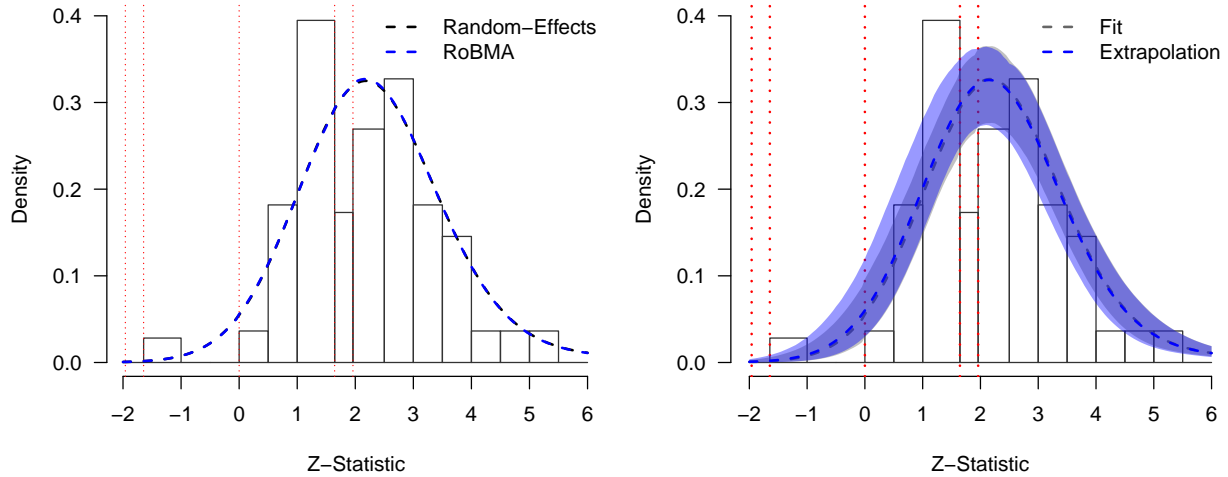 Random−Effects
RoBMA
Density
0.4
0.3
0.2
0.1
0.0
−2 −1 0 1 2 3 4 5 6
Z−Statistic
Fit
Extrapolation
Density
0.4
0.3
0.2
0.1
0.0
−2 −1 0 1 2 3 4 5 6
Z−Statistic